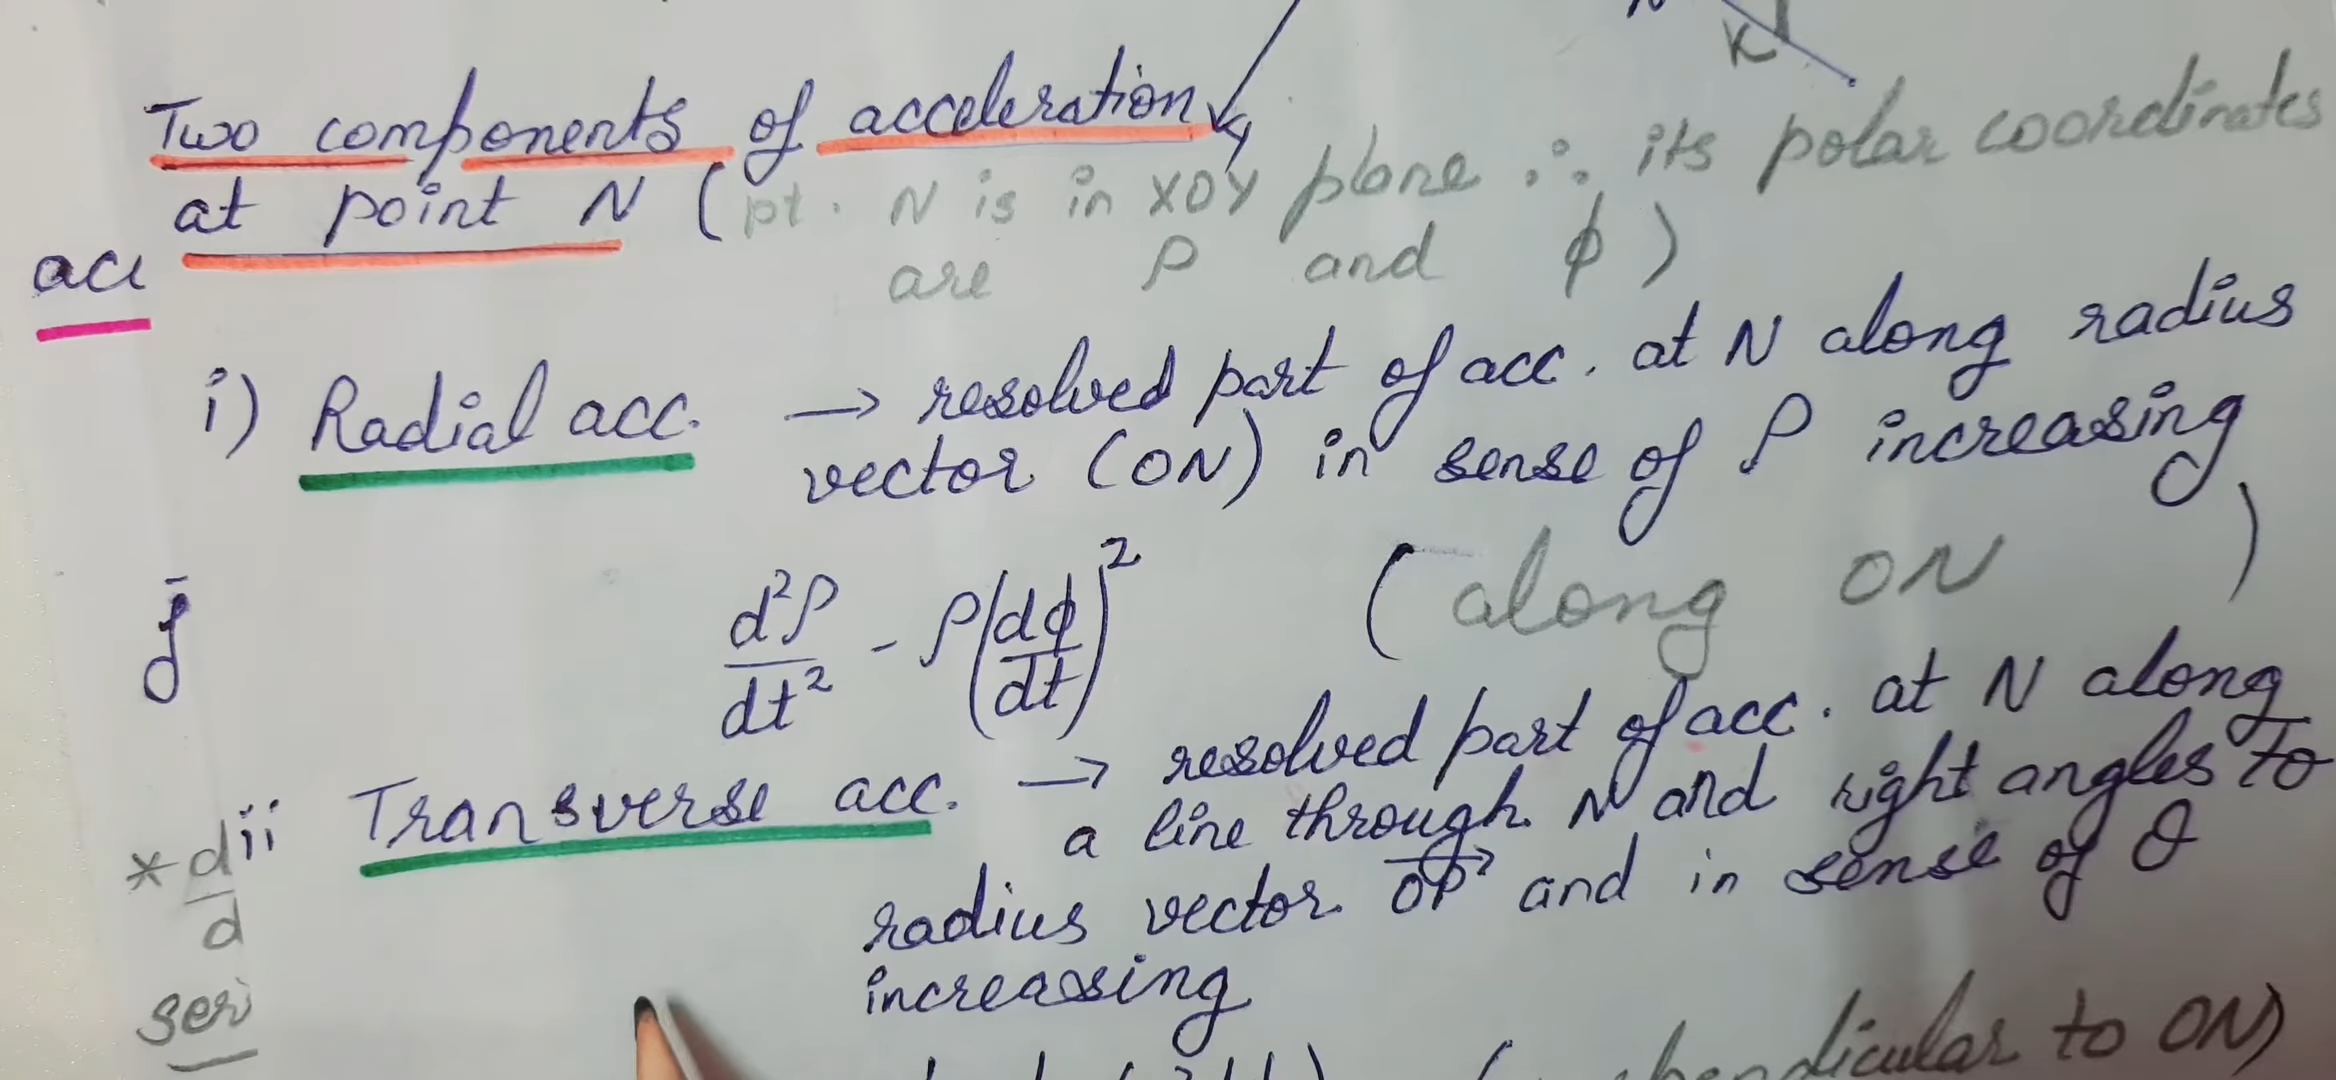 Two components of acceleration
at point N (pt. N is in XOY plane ∴ its polar coordinates
are ρ and ϕ)
acc
i) Radial acc. → resolved part of acc. at N along radius
vector (ON) in sense of ρ increasing
d²ρ/dt² - ρ(dϕ/dt)² (along ON)
ii Transverse acc. → resolved part of acc. at N along
a line through N and right angles to
radius vector OP and in sense of θ
increasing
to ON)
* d/d
K